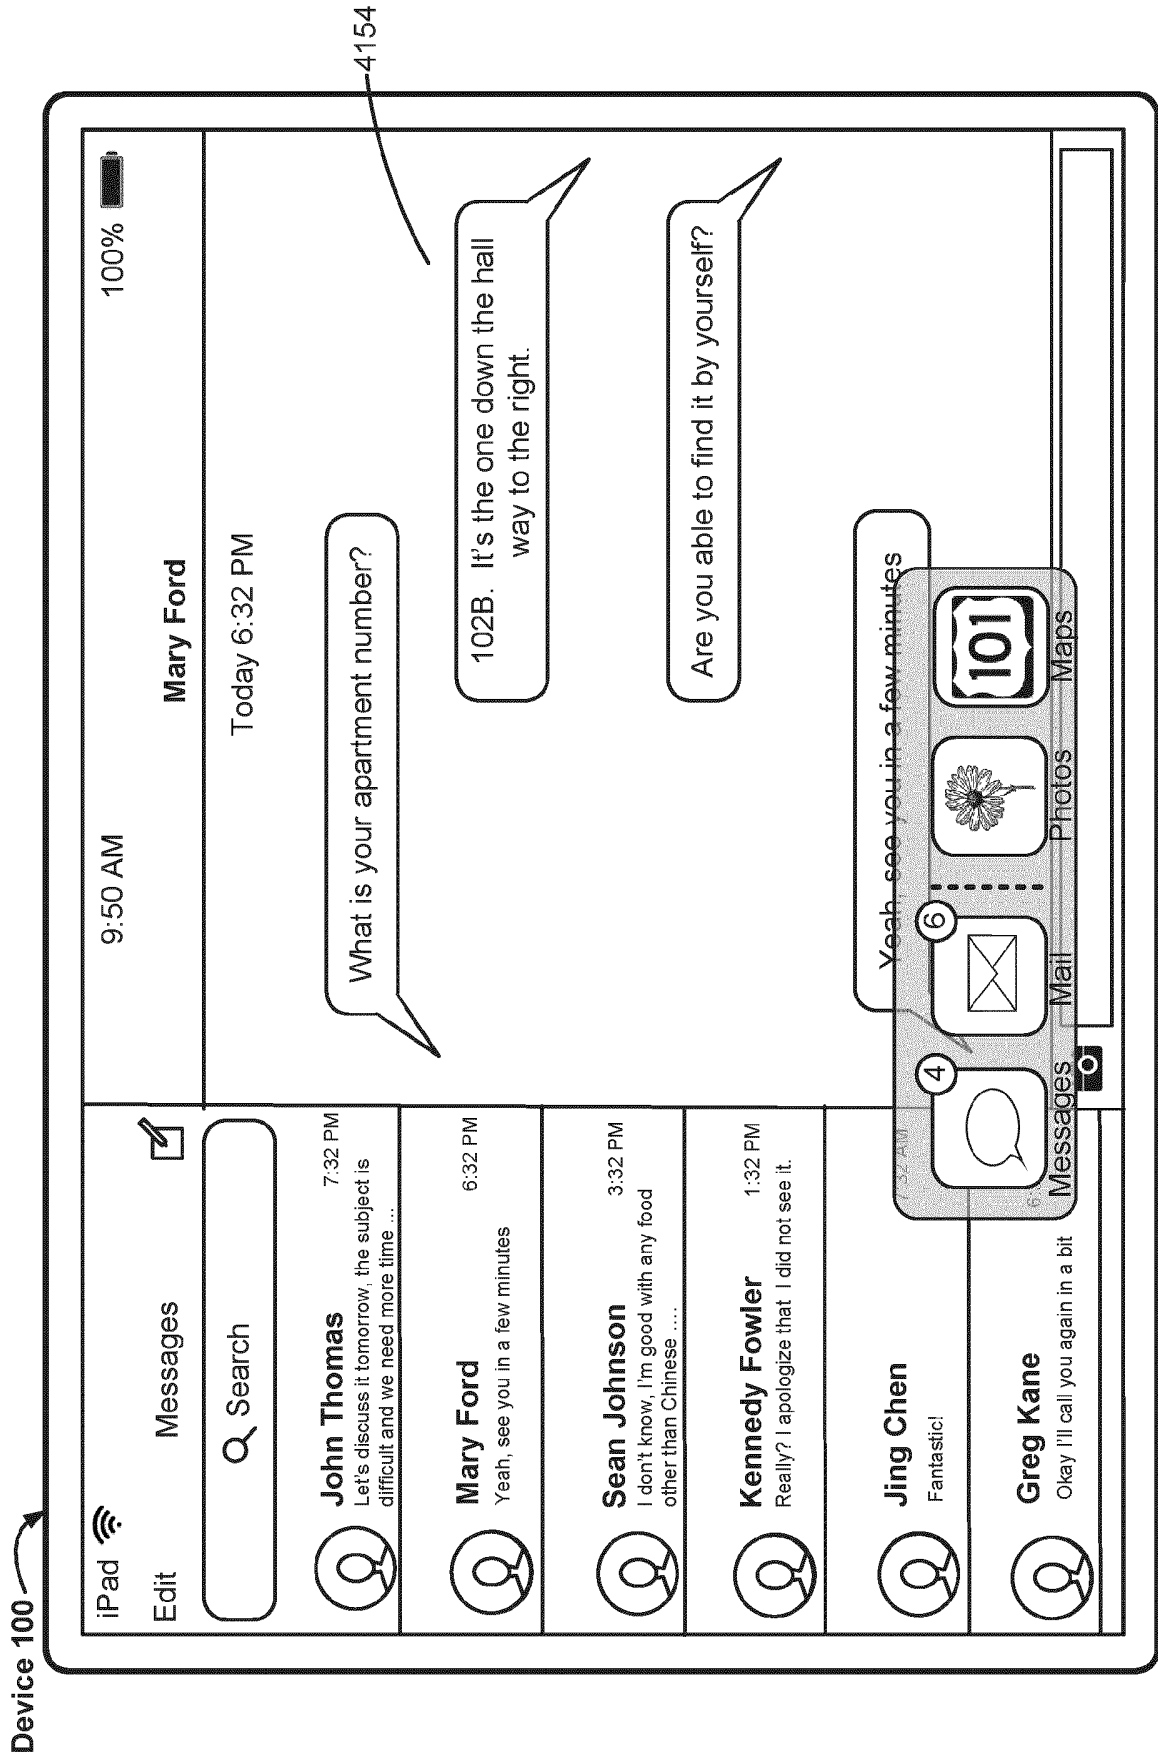 Device 100
4154
iPad
9:50 AM
100%
Edit
Messages
Mary Ford
Search
Today 6:32 PM
John Thomas
7:32 PM
Let's discuss it tomorrow, the subject is
difficult and we need more time ...
Mary Ford
6:32 PM
Yeah, see you in a few minutes
Sean Johnson
3:32 PM
I don't know, I'm good with any food
other than Chinese ....
Kennedy Fowler
1:32 PM
Really? I apologize that I did not see it.
Jing Chen
7:32 AM
Fantastic!
Greg Kane
Okay I'll call you again in a bit
What is your apartment number?
102B. It's the one down the hall
way to the right.
Are you able to find it by yourself?
Yeah, see you in a few minutes
4
6
101
Messages
Mail
Photos
Maps